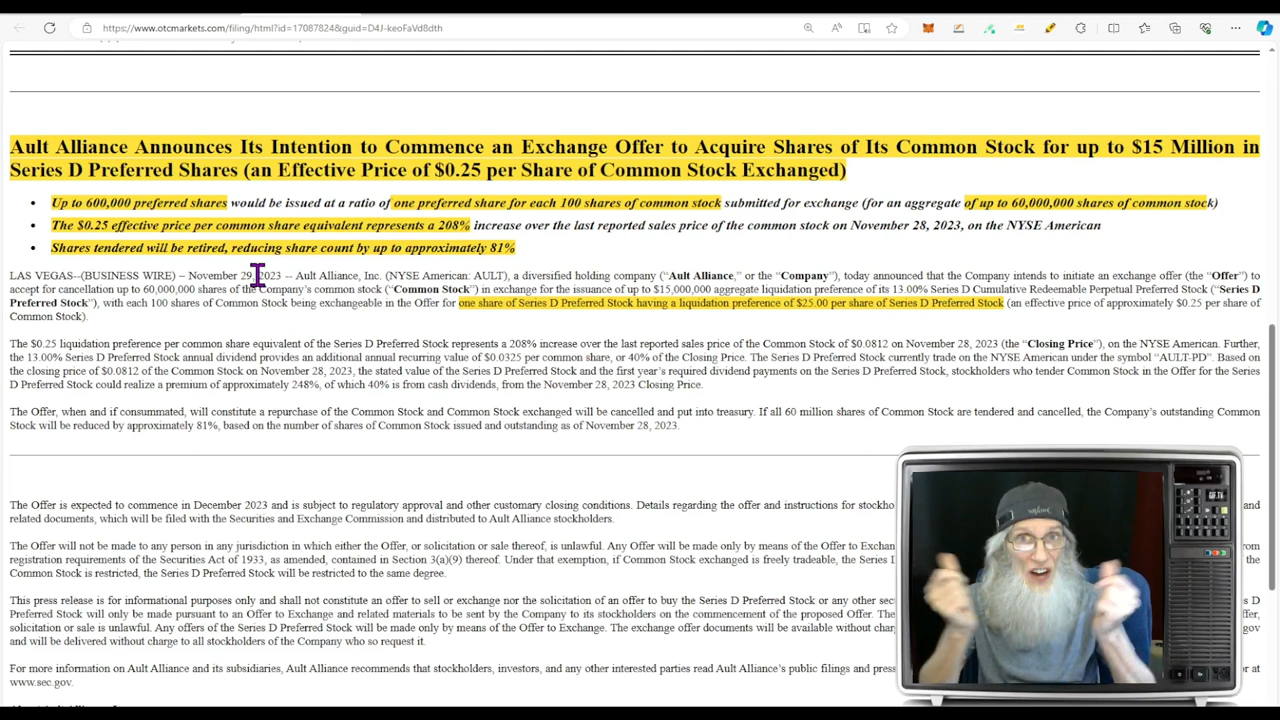 https://www.otcmarkets.com/filing/html?id=17087824&guid=D4J-keoFaVd8dth
Ault Alliance Announces Its Intention to Commence an Exchange Offer to Acquire Shares of Its Common Stock for up to $15 Million in
Series D Preferred Shares (an Effective Price of $0.25 per Share of Common Stock Exchanged)
• Up to 600,000 preferred shares would be issued at a ratio of one preferred share for each 100 shares of common stock submitted for exchange (for an aggregate of up to 60,000,000 shares of common stock)
• The $0.25 effective price per common share equivalent represents a 208% increase over the last reported sales price of the common stock on November 28, 2023, on the NYSE American
• Shares tendered will be retired, reducing share count by up to approximately 81%
LAS VEGAS--(BUSINESS WIRE) – November 29, 2023 -- Ault Alliance, Inc. (NYSE American: AULT), a diversified holding company (“Ault Alliance,” or the “Company”), today announced that the Company intends to initiate an exchange offer (the “Offer”) to
accept for cancellation up to 60,000,000 shares of the Company’s common stock (“Common Stock”) in exchange for the issuance of up to $15,000,000 aggregate liquidation preference of its 13.00% Series D Cumulative Redeemable Perpetual Preferred Stock (“Series D
Preferred Stock”), with each 100 shares of Common Stock being exchangeable in the Offer for one share of Series D Preferred Stock having a liquidation preference of $25.00 per share of Series D Preferred Stock (an effective price of approximately $0.25 per share of
Common Stock).
The $0.25 liquidation preference per common share equivalent of the Series D Preferred Stock represents a 208% increase over the last reported sales price of the Common Stock of $0.0812 on November 28, 2023 (the “Closing Price”), on the NYSE American. Further,
the 13.00% Series D Preferred Stock annual dividend provides an additional annual recurring value of $0.0325 per common share, or 40% of the Closing Price. The Series D Preferred Stock currently trade on the NYSE American under the symbol “AULT-PD”. Based on
the closing price of $0.0812 of the Common Stock on November 28, 2023, the stated value of the Series D Preferred Stock and the first year’s required dividend payments on the Series D Preferred Stock, stockholders who tender Common Stock in the Offer for the Series
D Preferred Stock could realize a premium of approximately 248%, of which 40% is from cash dividends, from the November 28, 2023 Closing Price.
The Offer, when and if consummated, will constitute a repurchase of the Common Stock and Common Stock exchanged will be cancelled and put into treasury. If all 60 million shares of Common Stock are tendered and cancelled, the Company’s outstanding Common
Stock will be reduced by approximately 81%, based on the number of shares of Common Stock issued and outstanding as of November 28, 2023.
The Offer is expected to commence in December 2023 and is subject to regulatory approval and other customary closing conditions. Details regarding the offer and instructions for stockho and
related documents, which will be filed with the Securities and Exchange Commission and distributed to Ault Alliance stockholders.
The Offer will not be made to any person in any jurisdiction in which either the Offer, or solicitation or sale thereof, is unlawful. Any Offer will be made only by means of the Offer to Exchan from
registration requirements of the Securities Act of 1933, as amended, contained in Section 3(a)(9) thereof. Under that exemption, if Common Stock exchanged is freely tradeable, the Series the
Common Stock is restricted, the Series D Preferred Stock will be restricted to the same degree.
This press release is for informational purposes only and shall not constitute an offer to sell or exchange nor the solicitation of an offer to buy the Series D Preferred Stock or any other sec s D
Preferred Stock will only be made pursuant to an Offer to Exchange and related materials to be sent by the Company to its stockholders on the commencement of the proposed Offer. The ffer,
solicitation or sale is unlawful. Any offers of the Series D Preferred Stock will be made only by means of the Offer to Exchange. The exchange offer documents will be available without char gov
and will be delivered without charge to all stockholders of the Company who so request it.
For more information on Ault Alliance and its subsidiaries, Ault Alliance recommends that stockholders, investors, and any other interested parties read Ault Alliance’s public filings and press or at
www.sec.gov.